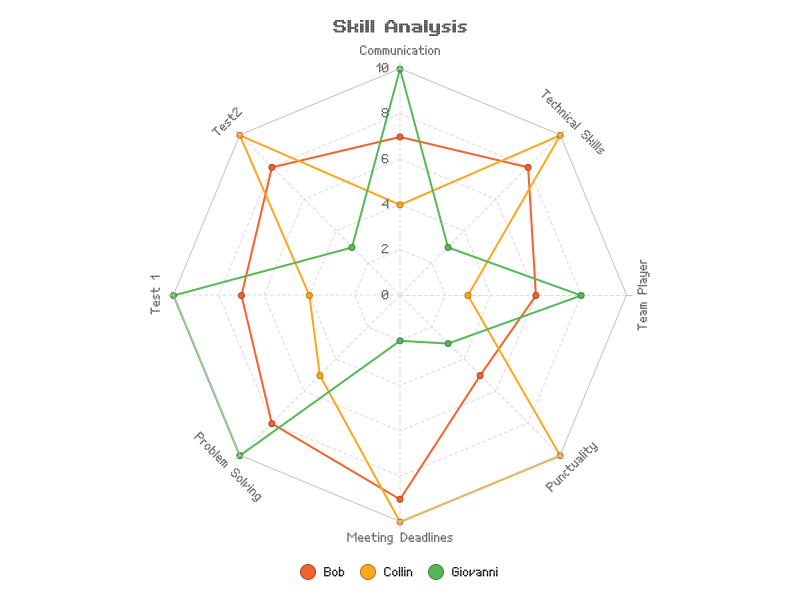 Skill Analysis
Communication
10
8
6
4
2
0
Technical Skills
Team Player
Punctuality
Meeting Deadlines
Problem Solving
Test 1
Test2
Bob
Collin
Giovanni